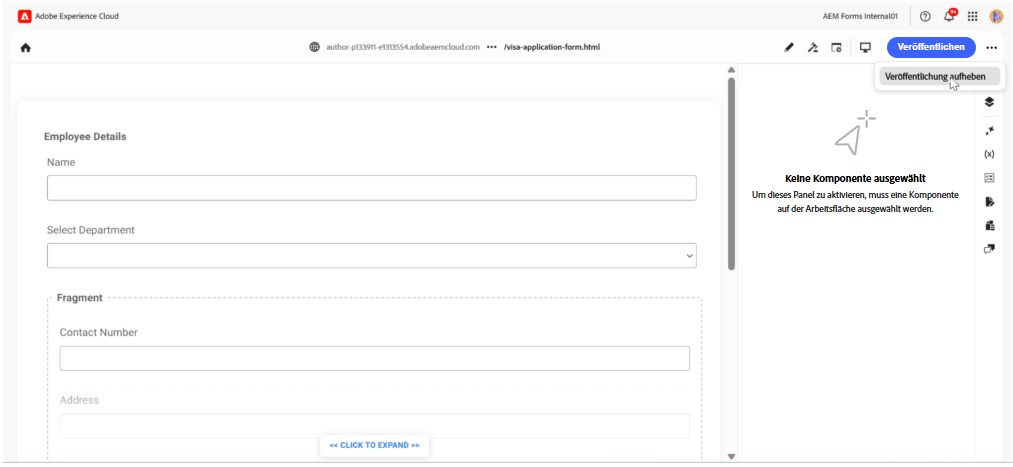 Adobe Experience Cloud
AEM Forms Internal01
9+
author-p133911-e1313554.adobeaemcloud.com ••• /visa-application-form.html
Veröffentlichen
Veröffentlichung aufheben
Employee Details
Name
Select Department
Fragment
Contact Number
Address
<< CLICK TO EXPAND >>
Keine Komponente ausgewählt
Um dieses Panel zu aktivieren, muss eine Komponente
auf der Arbeitsfläche ausgewählt werden.
(x)